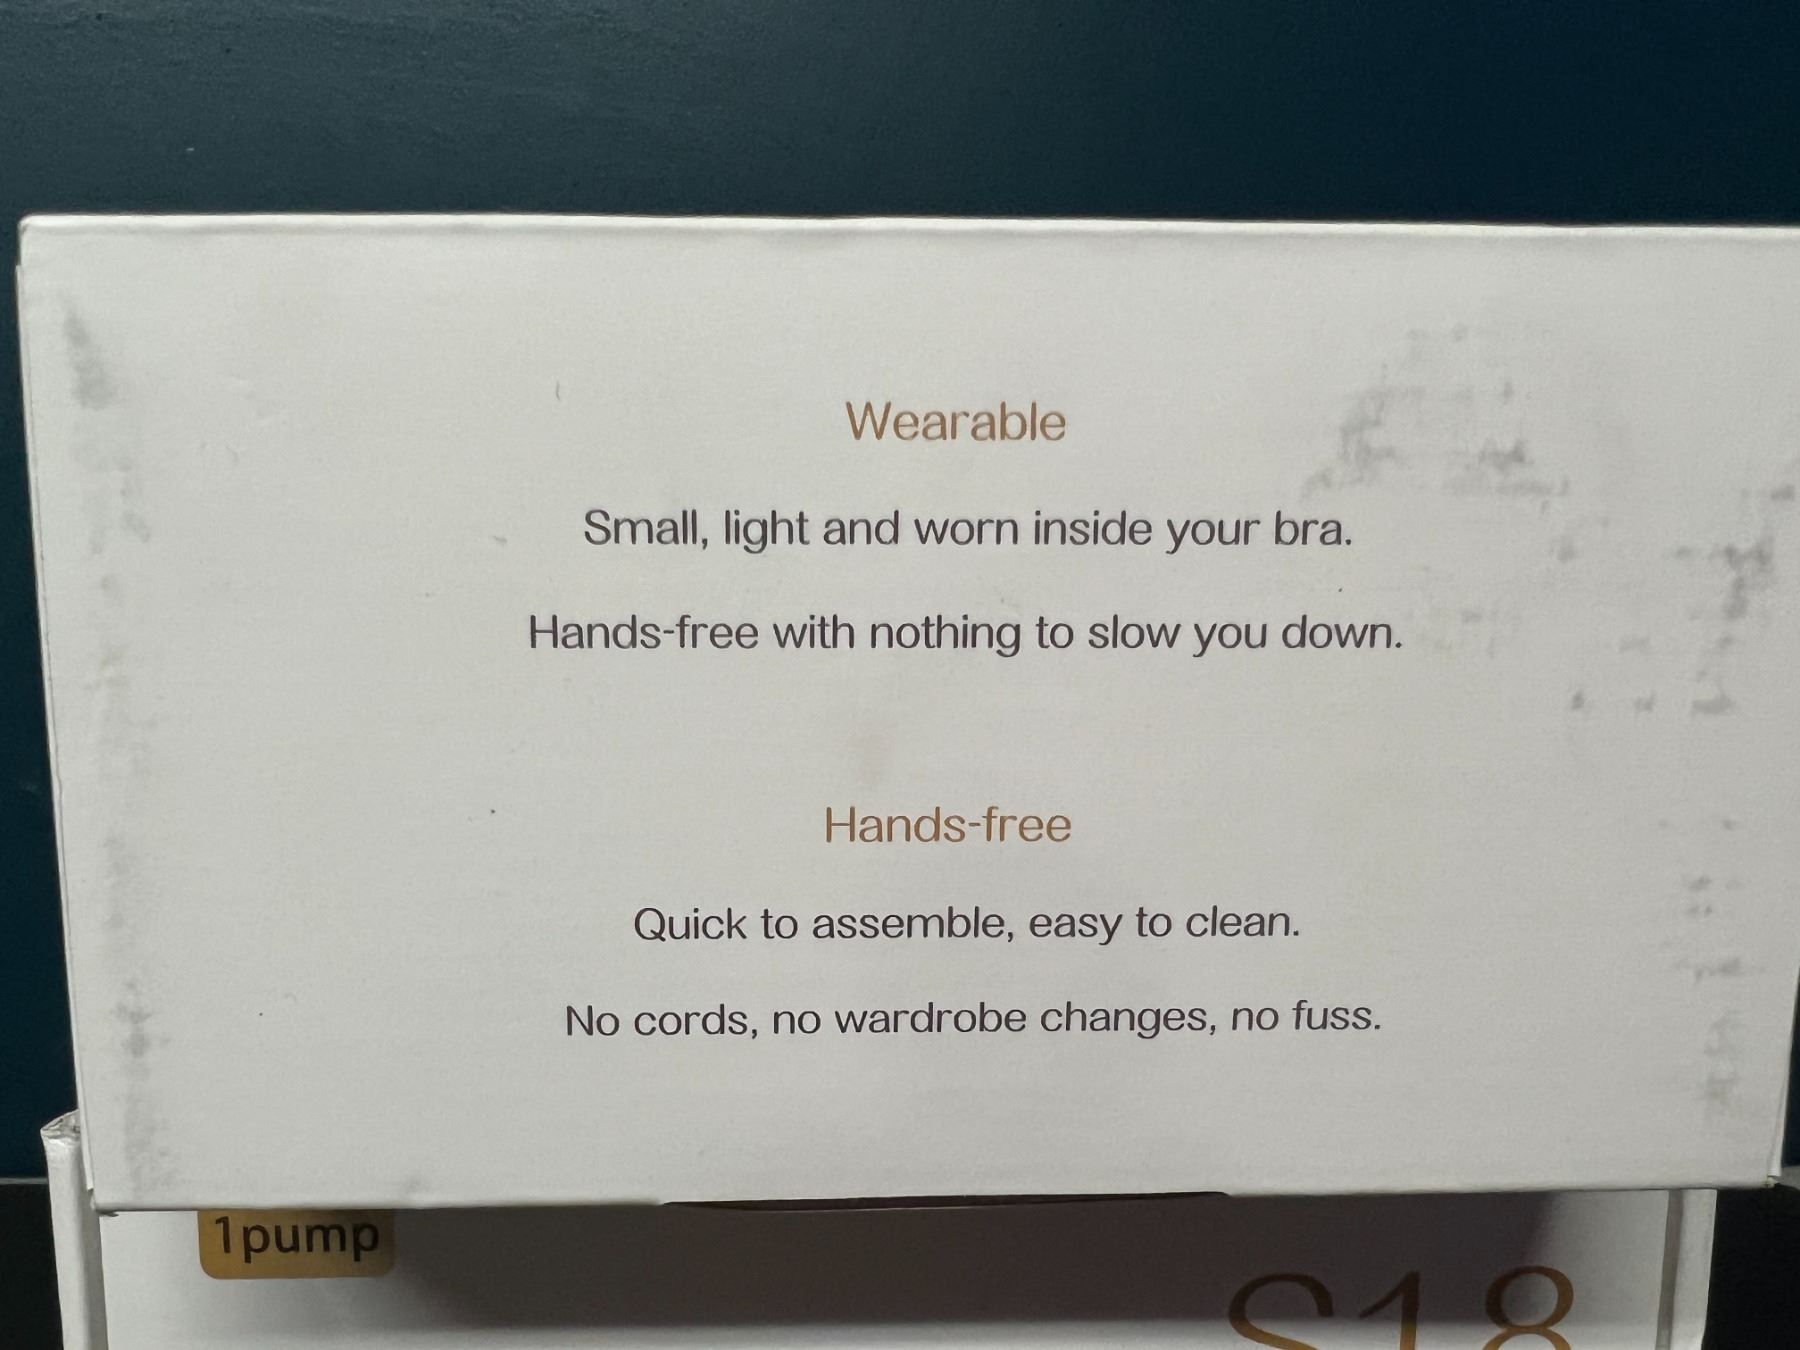 Wearable
Small, light and worn inside your bra.
Hands-free with nothing to slow you down.
Hands-free
Quick to assemble, easy to clean.
No cords, no wardrobe changes, no fuss.
1pump
S18